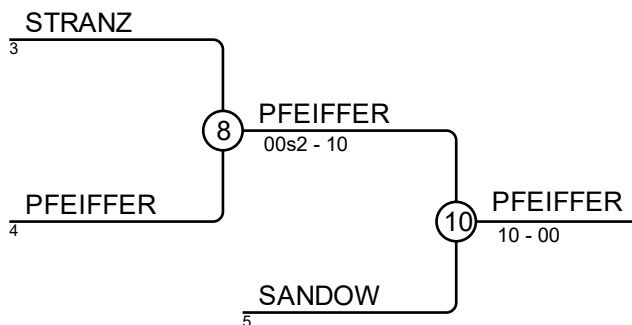 STRANZ
3
8
PFEIFFER
00s2 - 10
PFEIFFER
4
10
PFEIFFER
10 - 00
SANDOW
5